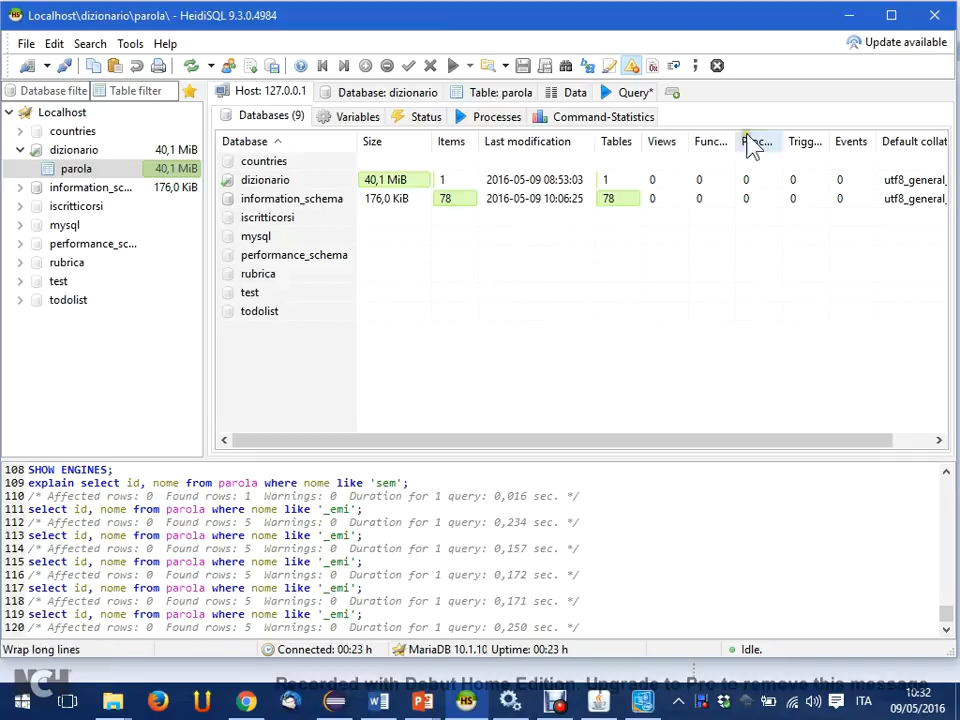 Localhost\dizionario\parola\ - HeidiSQL 9.3.0.4984
File Edit Search Tools Help
Update available
Database filte Table filter Host: 127.0.0.1 Database: dizionario Table: parola Data Query*
Localhost
countries
dizionario 40,1 MiB
parola 40,1 MiB
information_sc... 176,0 KiB
iscritticorsi
mysql
performance_sc...
rubrica
test
todolist
Databases (9) Variables Status Processes Command-Statistics
Database Size Items Last modification Tables Views Func... Trigg... Events Default collat
countries
dizionario 40,1 MiB 1 2016-05-09 08:53:03 1 0 0 0 0 0 utf8_general_
information_schema 176,0 KiB 78 2016-05-09 10:06:25 78 0 0 0 0 0 utf8_general_
iscritticorsi
mysql
performance_schema
rubrica
test
todolist
108 SHOW ENGINES;
109 explain select id, nome from parola where nome like 'sem';
110 /* Affected rows: 0 Found rows: 1 Warnings: 0 Duration for 1 query: 0,016 sec. */
111 select id, nome from parola where nome like '_emi';
112 /* Affected rows: 0 Found rows: 5 Warnings: 0 Duration for 1 query: 0,234 sec. */
113 select id, nome from parola where nome like '_emi';
114 /* Affected rows: 0 Found rows: 5 Warnings: 0 Duration for 1 query: 0,157 sec. */
115 select id, nome from parola where nome like '_emi';
116 /* Affected rows: 0 Found rows: 5 Warnings: 0 Duration for 1 query: 0,172 sec. */
117 select id, nome from parola where nome like '_emi';
118 /* Affected rows: 0 Found rows: 5 Warnings: 0 Duration for 1 query: 0,171 sec. */
119 select id, nome from parola where nome like '_emi';
120 /* Affected rows: 0 Found rows: 5 Warnings: 0 Duration for 1 query: 0,250 sec. */
Wrap long lines Connected: 00:23 h MariaDB 10.1.10 Uptime: 00:23 h Idle.
NCH
Recorded with Debut Home Edition. Upgrade to Pro to remove this message
ITA
10:32
09/05/2016